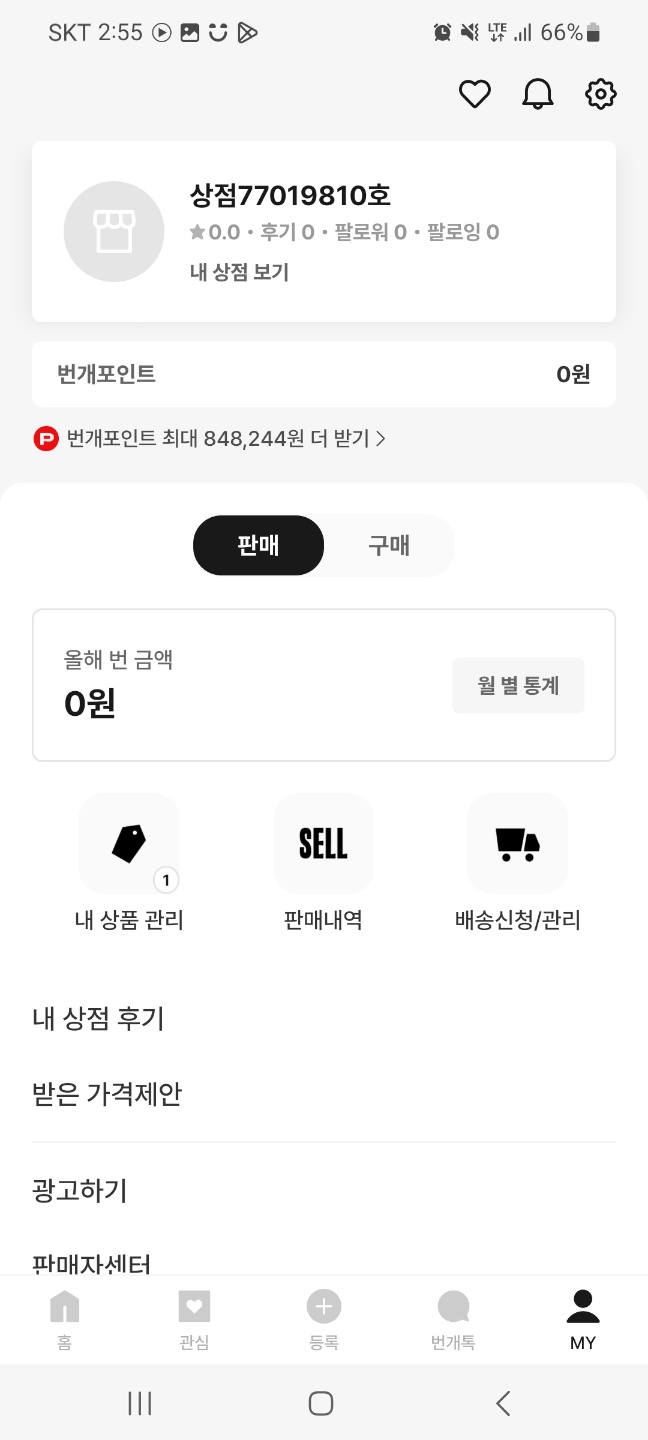 SKT 2:55 LTE 66%
상점77019810호
0.0 • 후기 0 • 팔로워 0 • 팔로잉 0
내 상점 보기
번개포인트 0원
P 번개포인트 최대 848,244원 더 받기 >
판매 구매
올해 번 금액
0원
월 별 통계
SELL
1
내 상품 관리 판매내역 배송신청/관리
내 상점 후기
받은 가격제안
광고하기
판매자센터
홈 관심 등록 번개톡 MY